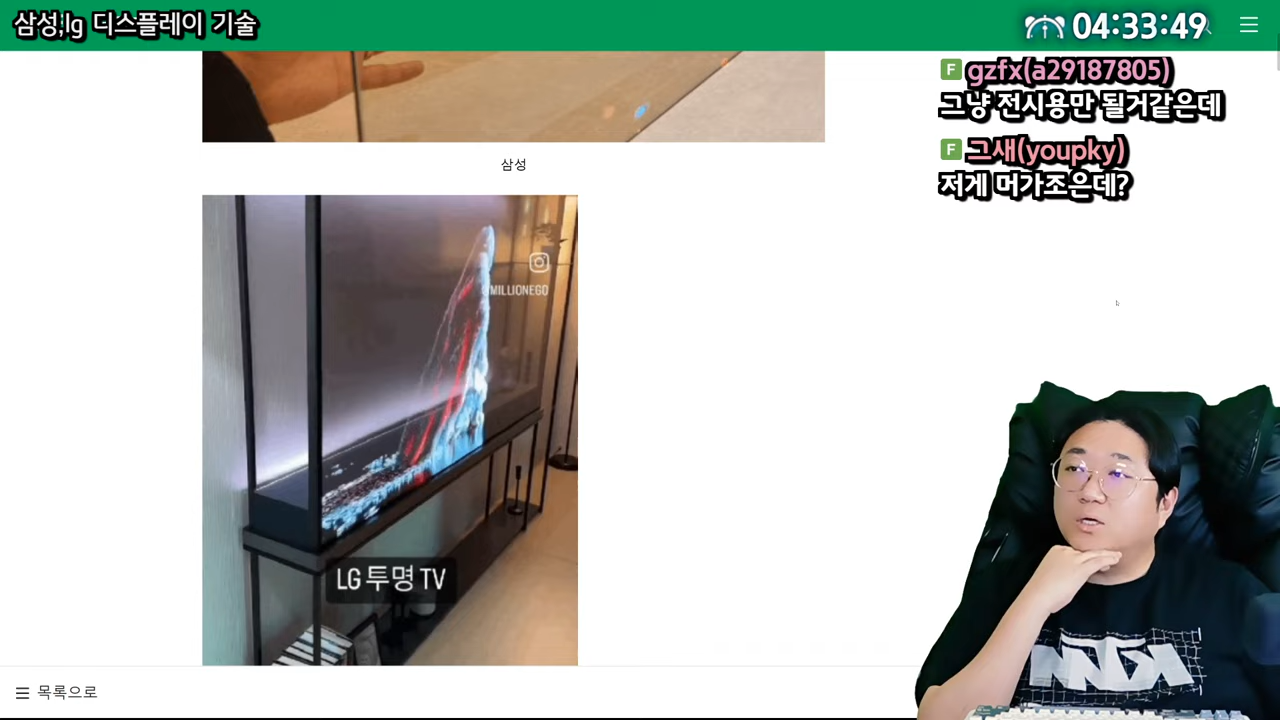 삼성,lg 디스플레이 기술
04:33:49
F gzfx(a29187805)
그냥 전시용만 될거같은데
F 그새(youpky)
저게 머가조은데?
삼성
MILLIONEGO
LG 투명 TV
목록으로